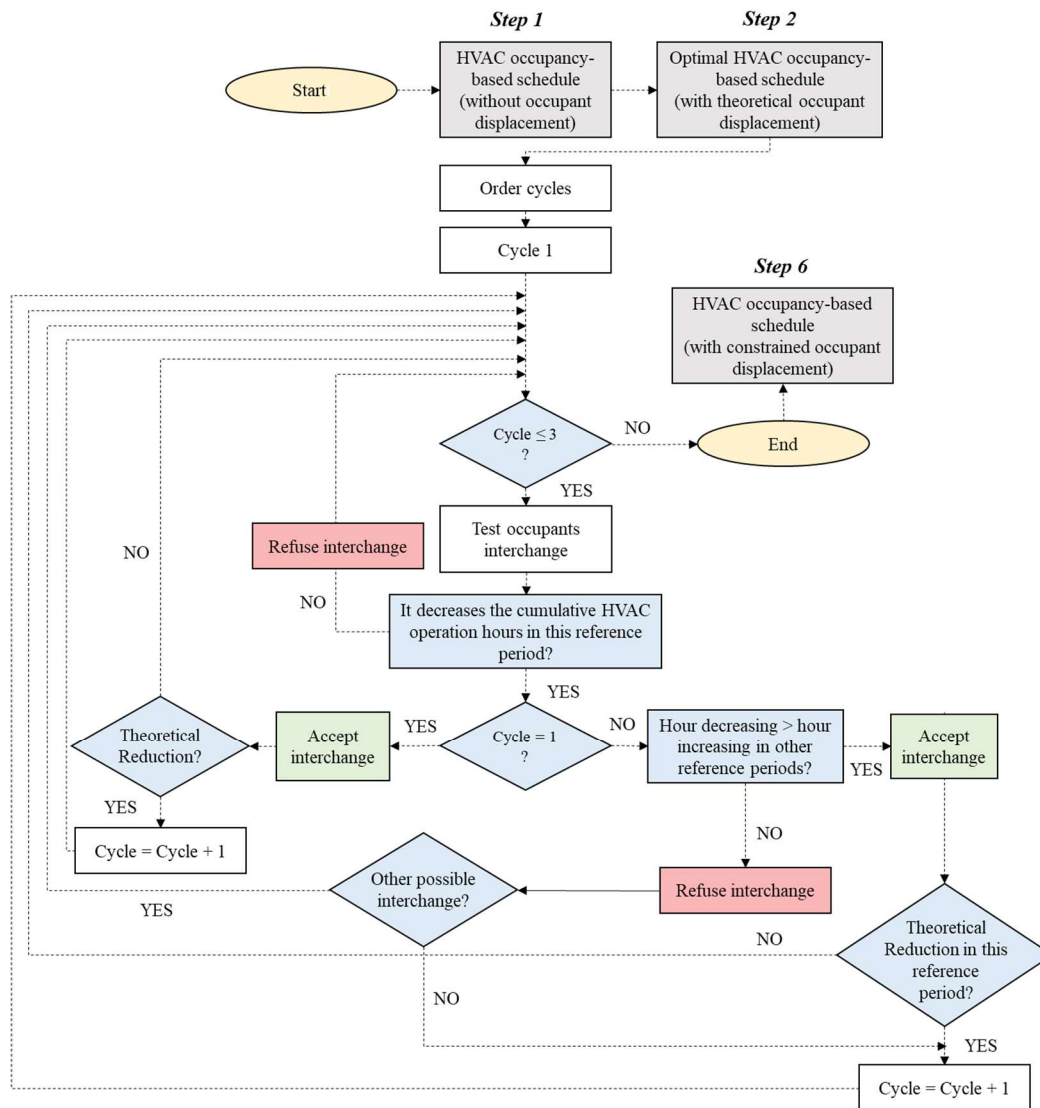 Step 1
Step 2
Start
HVAC occupancy-
based schedule
(without occupant
displacement)
Optimal HVAC occupancy-
based schedule
(with theoretical occupant
displacement)
Order cycles
Cycle 1
Step 6
HVAC occupancy-based
schedule
(with constrained occupant
displacement)
Cycle ≤ 3
?
NO
End
YES
Test occupants
interchange
Refuse interchange
NO
NO
It decreases the cumulative HVAC
operation hours in this reference
period?
YES
Theoretical
Reduction?
Accept
interchange
YES
Cycle = 1
?
NO
Hour decreasing > hour
increasing in other
reference periods?
YES
Accept
interchange
YES
Cycle = Cycle + 1
NO
Other possible
interchange?
Refuse interchange
YES
NO
Theoretical
Reduction in this
reference
period?
NO
YES
Cycle = Cycle + 1